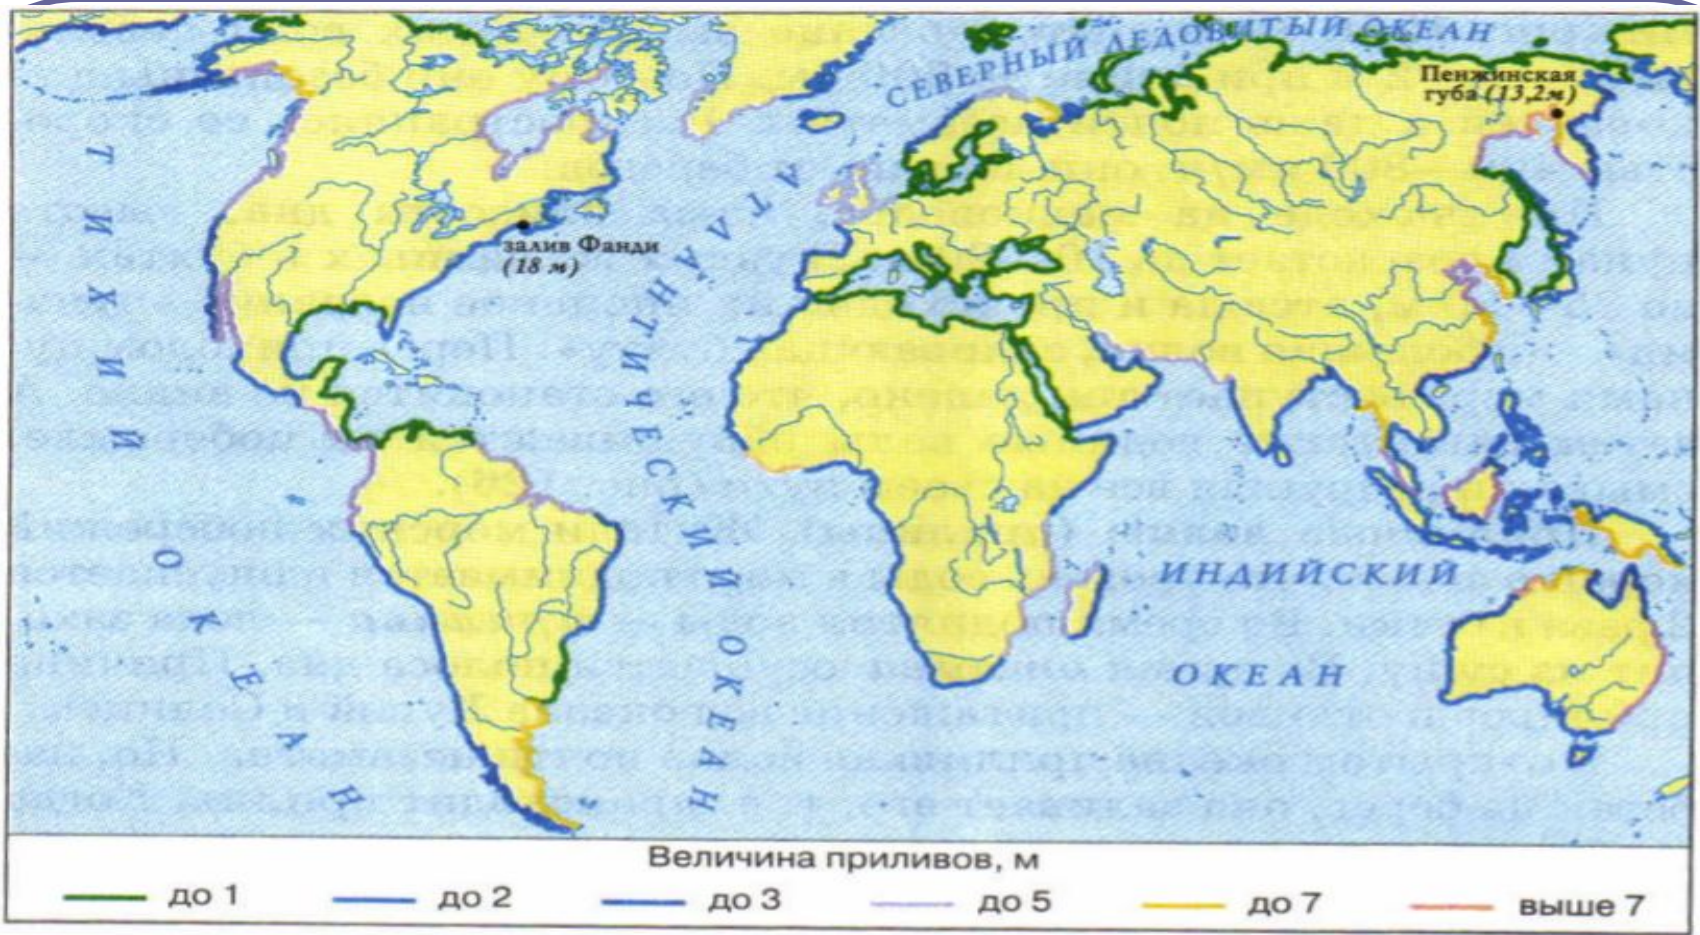 СЕВЕРНЫЙ ЛЕДОВИТЫЙ ОКЕАН
Пенжинская
губа (13,2м)
залив Фанди
(18 м)
ТИХИЙ ОКЕАН
АТЛАНТИЧЕСКИЙ ОКЕАН
ИНДИЙСКИЙ
ОКЕАН
Величина приливов, м
до 1
до 2
до 3
до 5
до 7
выше 7